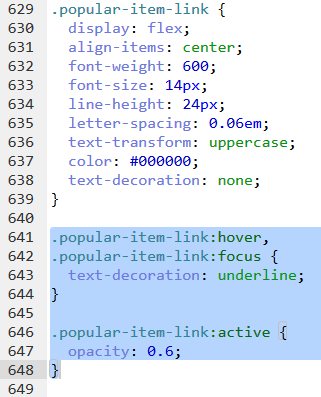 629 .popular-item-link {
630   display: flex;
631   align-items: center;
632   font-weight: 600;
633   font-size: 14px;
634   line-height: 24px;
635   letter-spacing: 0.06em;
636   text-transform: uppercase;
637   color: #000000;
638   text-decoration: none;
639 }
640
641 .popular-item-link:hover,
642 .popular-item-link:focus {
643   text-decoration: underline;
644 }
645
646 .popular-item-link:active {
647   opacity: 0.6;
648 }
649